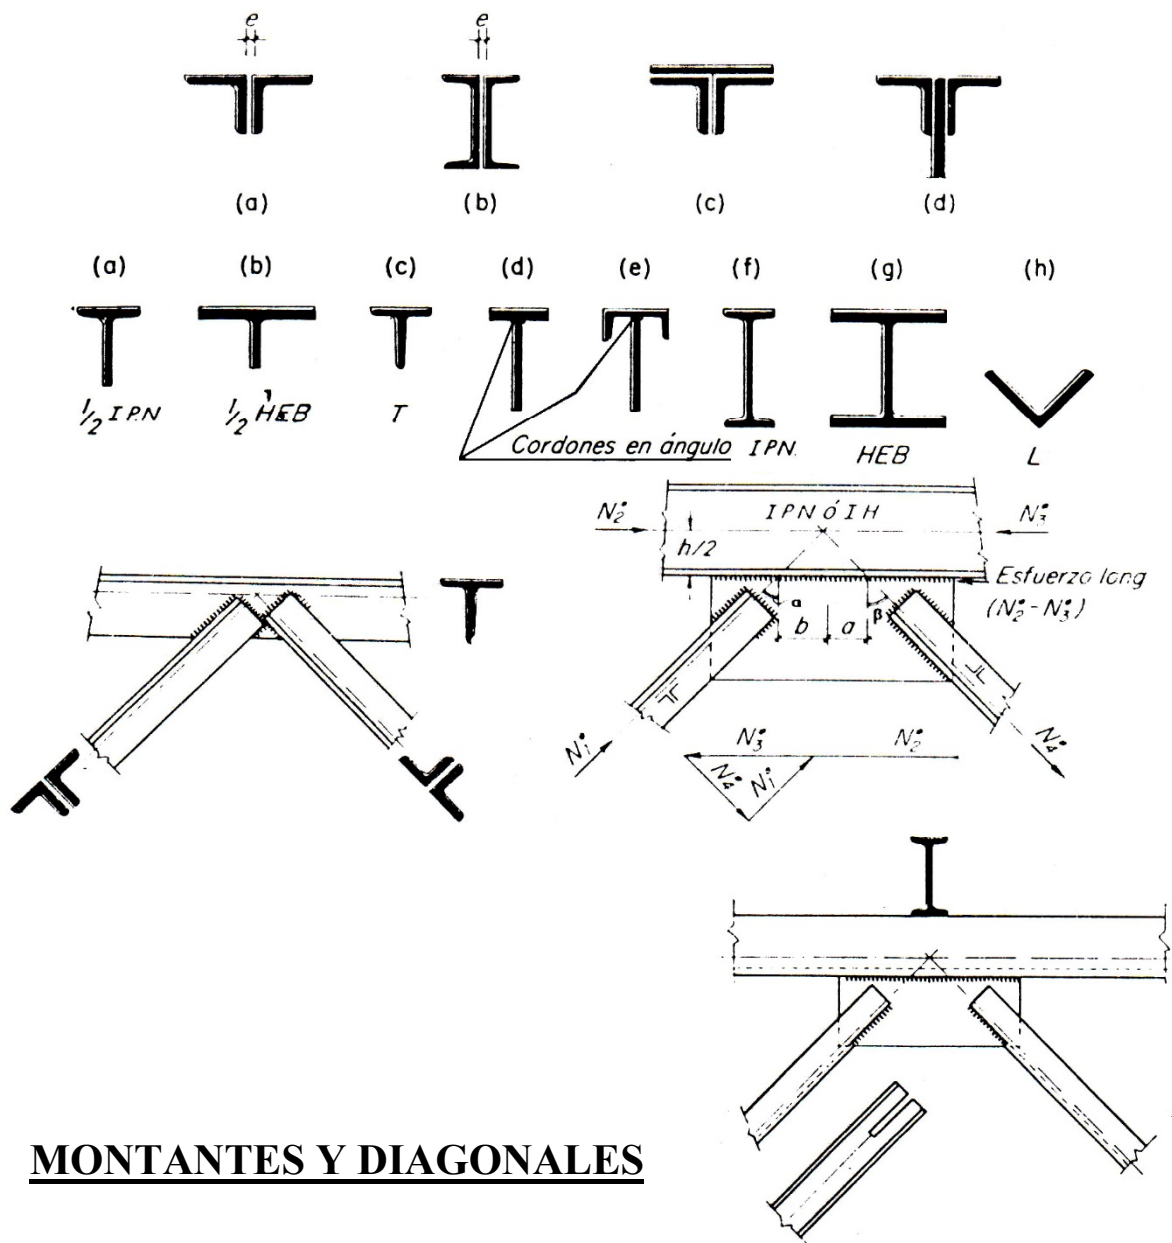 e e
(a) (b) (c) (d)
(a) (b) (c) (d) (e) (f) (g) (h)
1/2 IPN 1/2 HEB T Cordones en ángulo IPN. HEB L
N2° IPN ó IH N3°
h/2
Esfuerzo long
(N2°-N3°)
α β
b a
N1° N4°
N3° N2°
N4° N1°
MONTANTES Y DIAGONALES